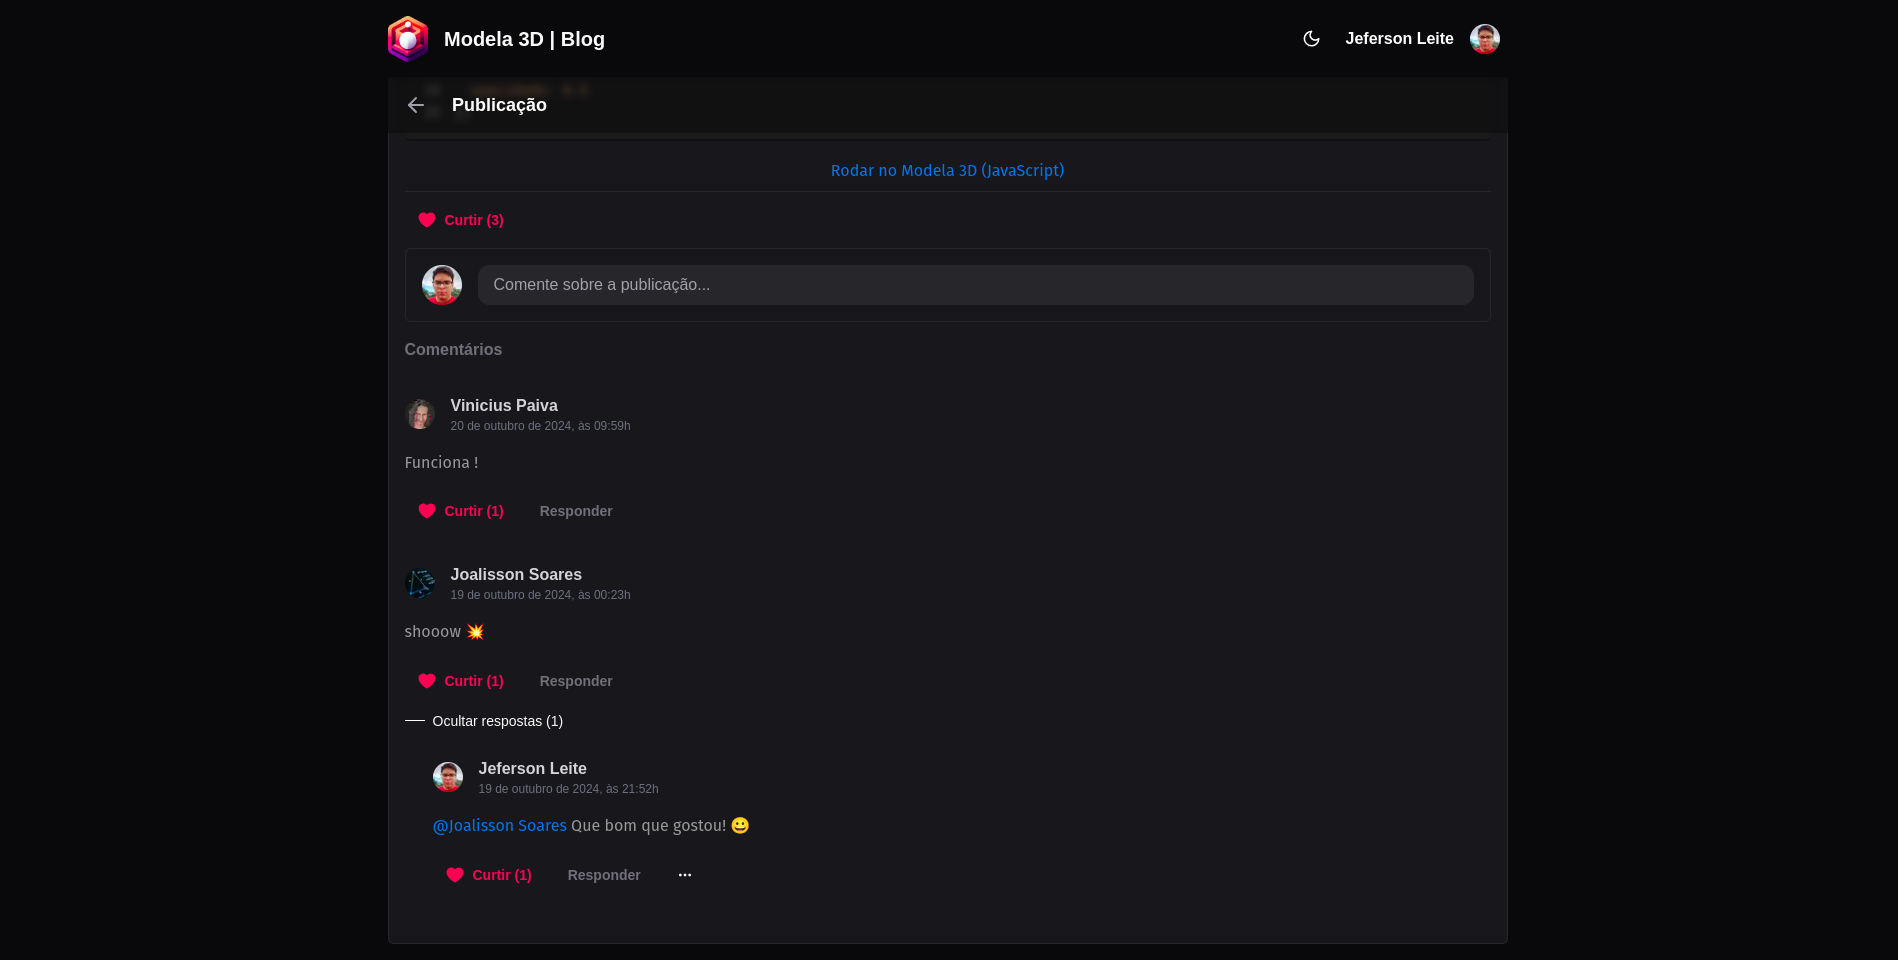 Modela 3D | Blog
Jeferson Leite
Publicação
Rodar no Modela 3D (JavaScript)
Curtir (3)
Comente sobre a publicação...
Comentários
Vinicius Paiva
20 de outubro de 2024, às 09:59h
Funciona !
Curtir (1) Responder
Joalisson Soares
19 de outubro de 2024, às 00:23h
shooow 💥
Curtir (1) Responder
Ocultar respostas (1)
Jeferson Leite
19 de outubro de 2024, às 21:52h
@Joalisson Soares Que bom que gostou! 😀
Curtir (1) Responder ...